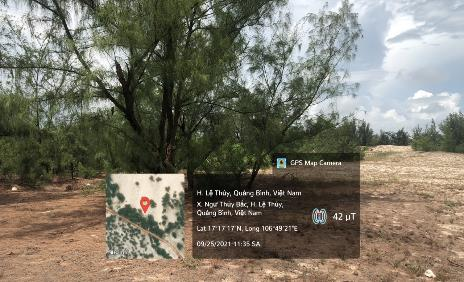 GPS Map Camera
H. Lệ Thủy, Quảng Bình, Việt Nam
X. Ngư Thủy Bắc, H. Lệ Thủy,
Quảng Bình, Việt Nam
42 µT
Lat 17°17'17"N, Long 106°49'21"E
09/25/2021 11:35 SA